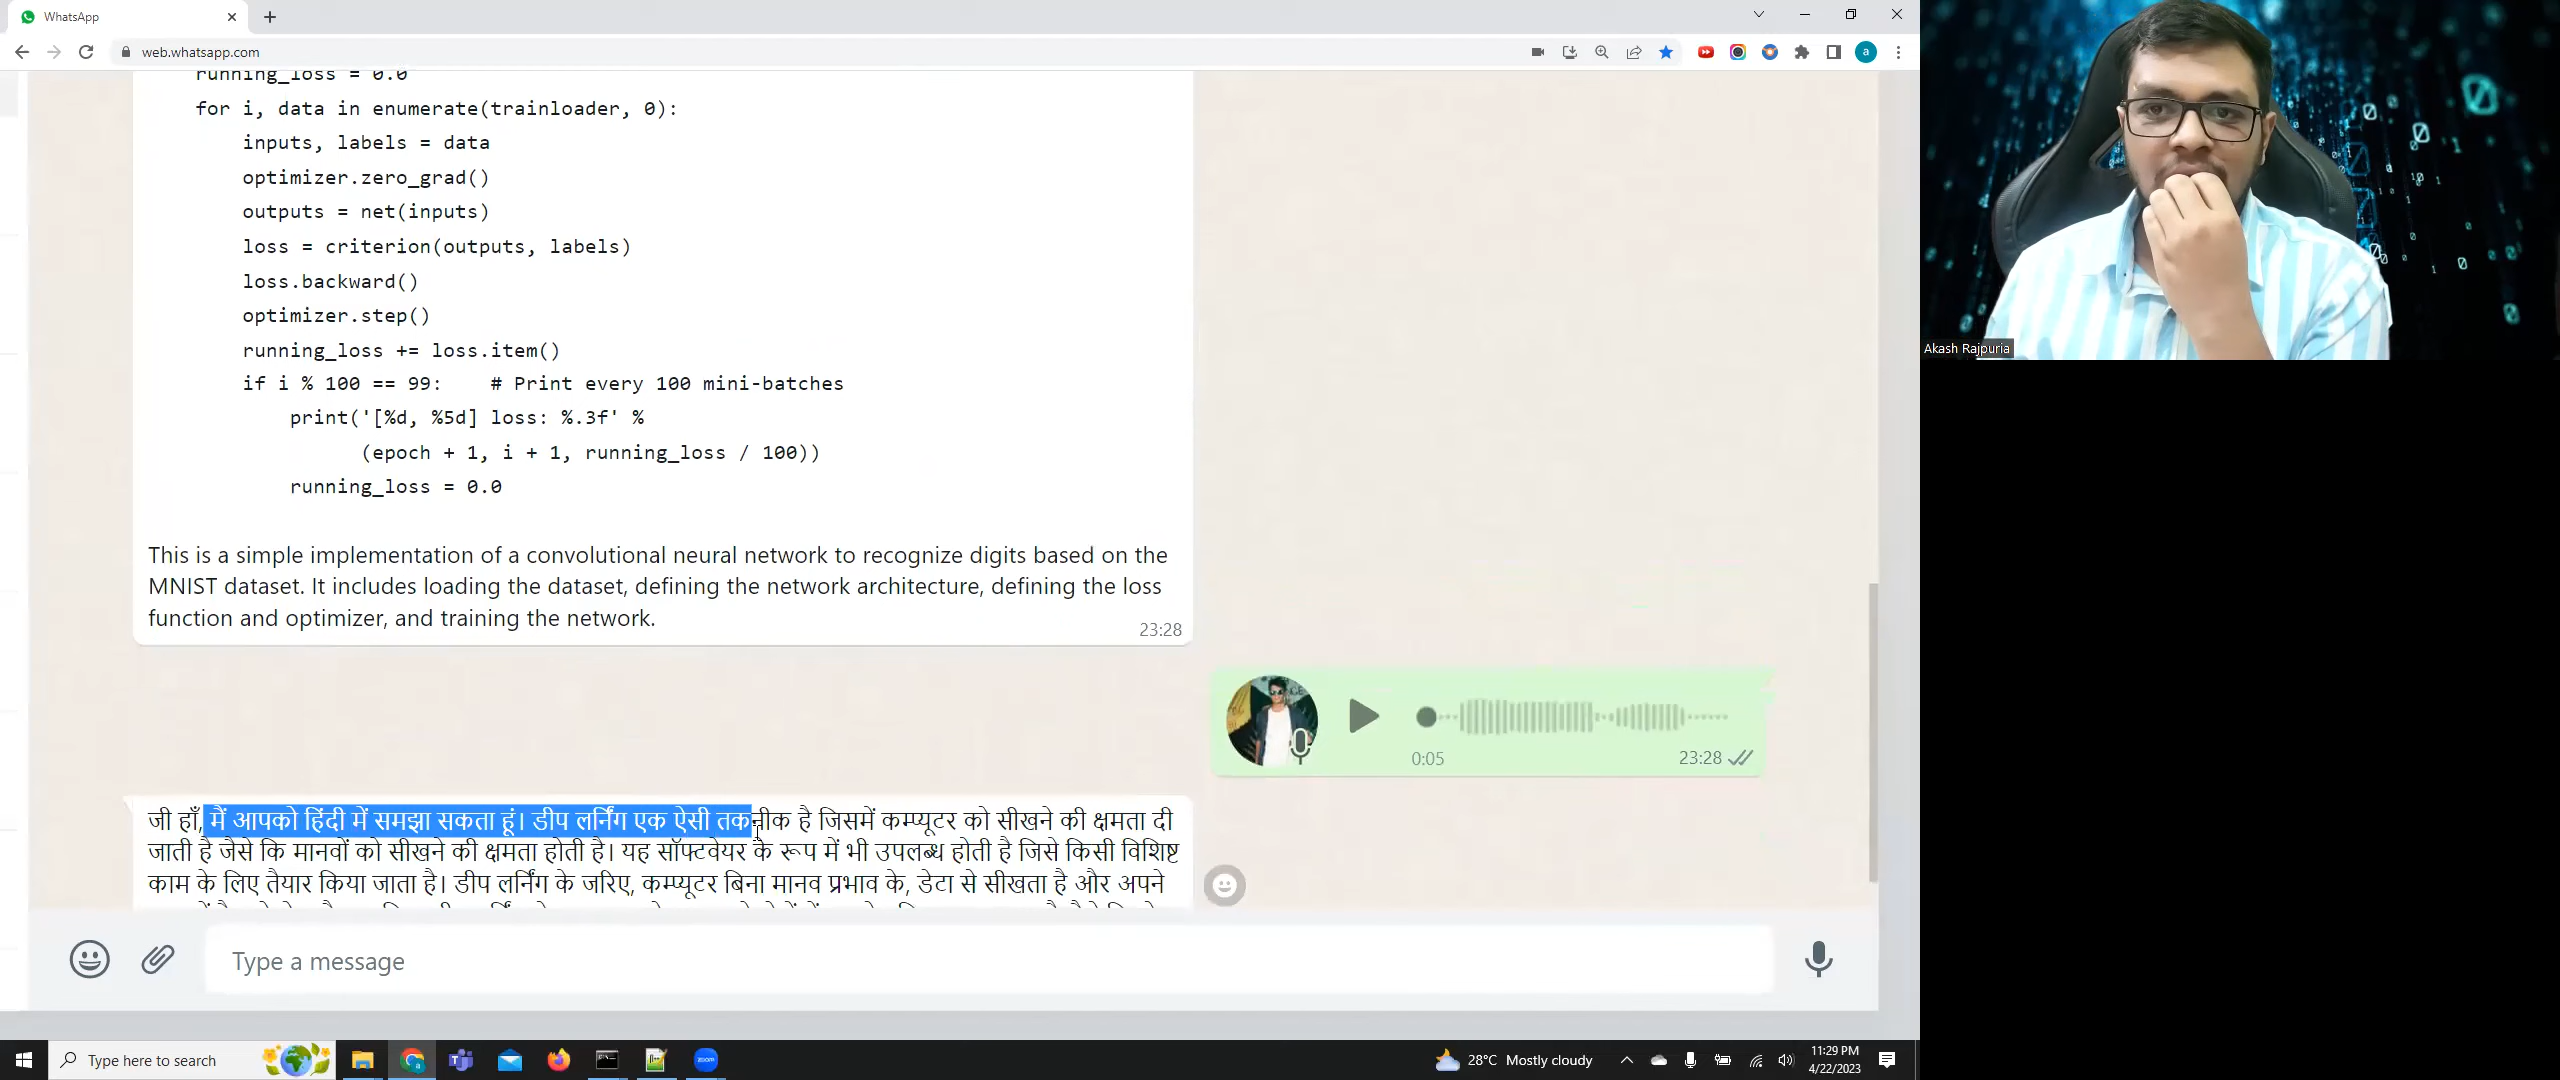 WhatsApp
web.whatsapp.com
a
running_loss = 0.0
for i, data in enumerate(trainloader, 0):
inputs, labels = data
optimizer.zero_grad()
outputs = net(inputs)
loss = criterion(outputs, labels)
loss.backward()
optimizer.step()
running_loss += loss.item()
if i % 100 == 99:    # Print every 100 mini-batches
print('[%d, %5d] loss: %.3f' %
(epoch + 1, i + 1, running_loss / 100))
running_loss = 0.0
This is a simple implementation of a convolutional neural network to recognize digits based on the
MNIST dataset. It includes loading the dataset, defining the network architecture, defining the loss
function and optimizer, and training the network.
23:28
0:05
23:28
जी हाँ, मैं आपको हिंदी में समझा सकता हूं। डीप लर्निंग एक ऐसी तकनीक है जिसमें कम्प्यूटर को सीखने की क्षमता दी
जाती है जैसे कि मानवों को सीखने की क्षमता होती है। यह सॉफ्टवेयर के रूप में भी उपलब्ध होती है जिसे किसी विशिष्ट
काम के लिए तैयार किया जाता है। डीप लर्निंग के जरिए, कम्प्यूटर बिना मानव प्रभाव के, डेटा से सीखता है और अपने
Type a message
Akash Rajpuria
Type here to search
zoom
28°C Mostly cloudy
11:29 PM
4/22/2023